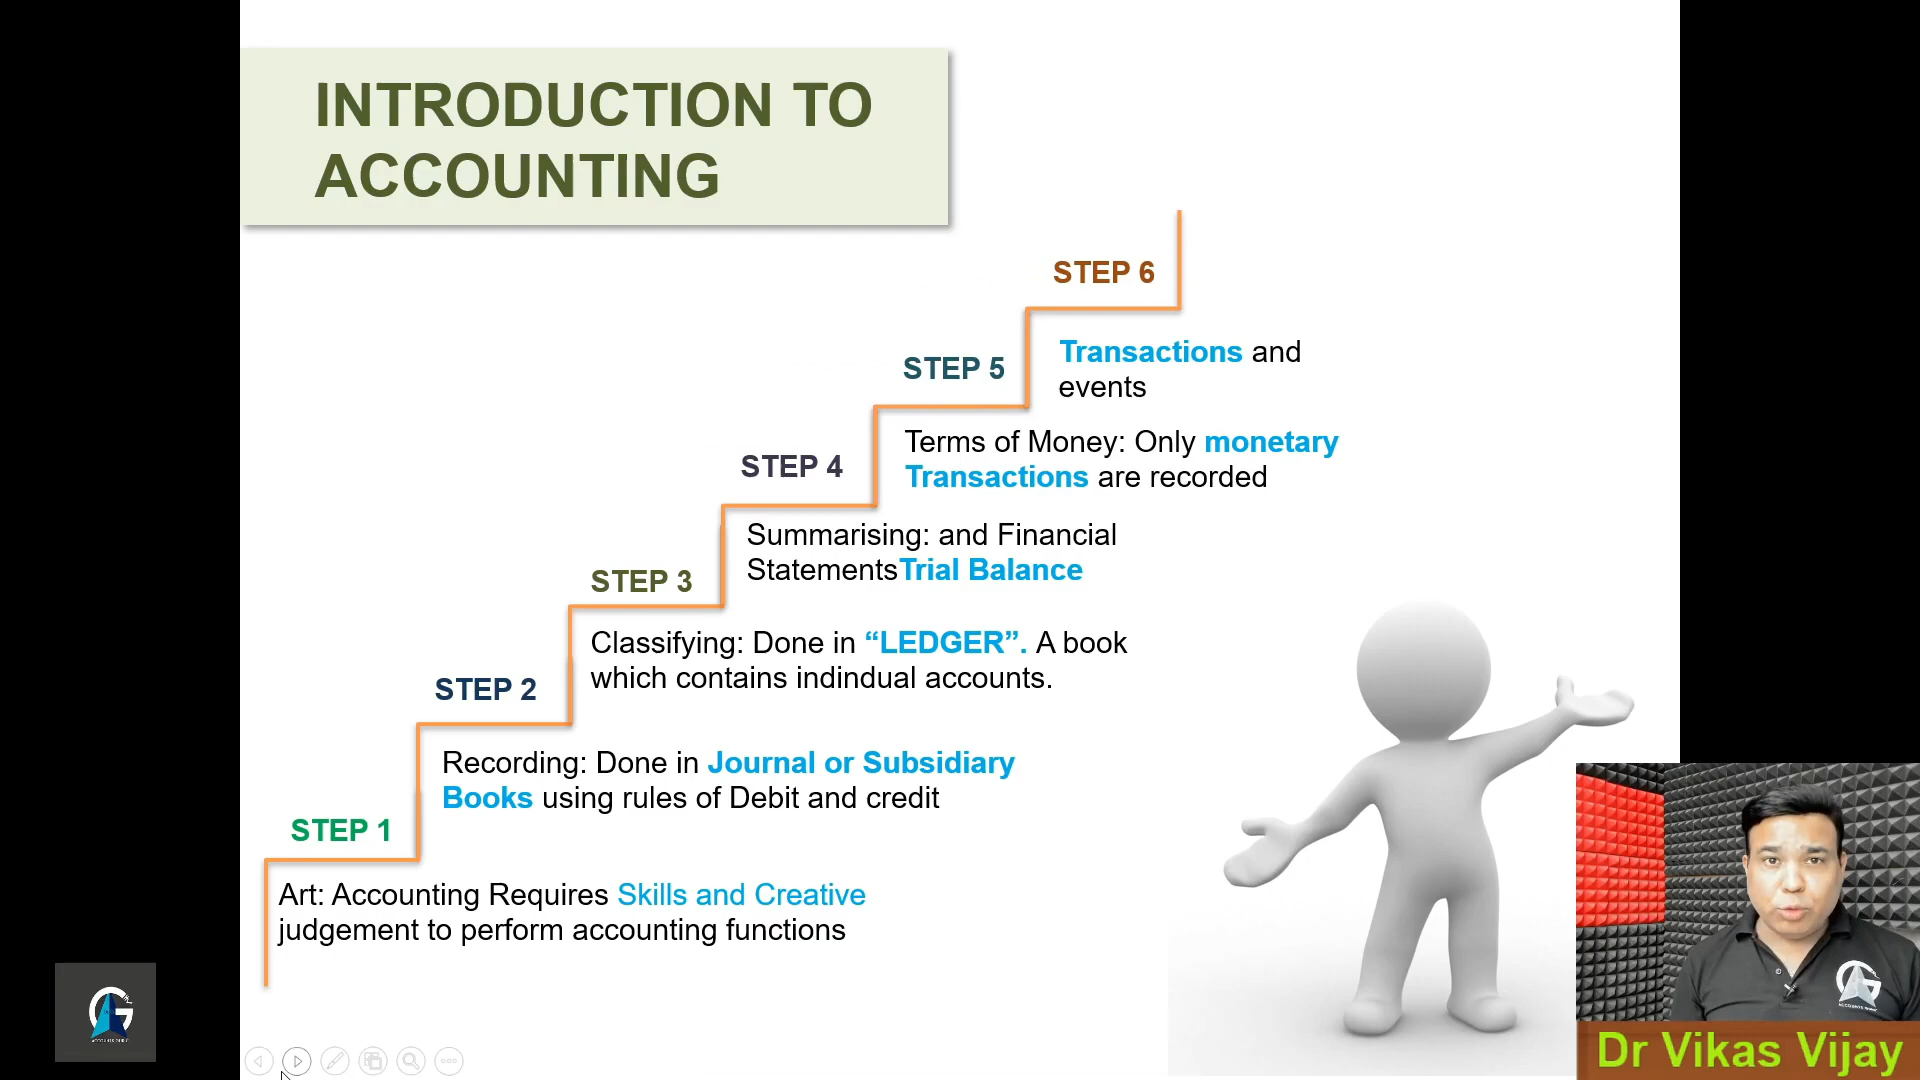 INTRODUCTION TO
ACCOUNTING
STEP 6
Transactions and
events
STEP 5
Terms of Money: Only monetary
Transactions are recorded
STEP 4
Summarising: and Financial
StatementsTrial Balance
STEP 3
Classifying: Done in “LEDGER”. A book
which contains indindual accounts.
STEP 2
Recording: Done in Journal or Subsidiary
Books using rules of Debit and credit
STEP 1
Art: Accounting Requires Skills and Creative
judgement to perform accounting functions
Dr Vikas Vijay